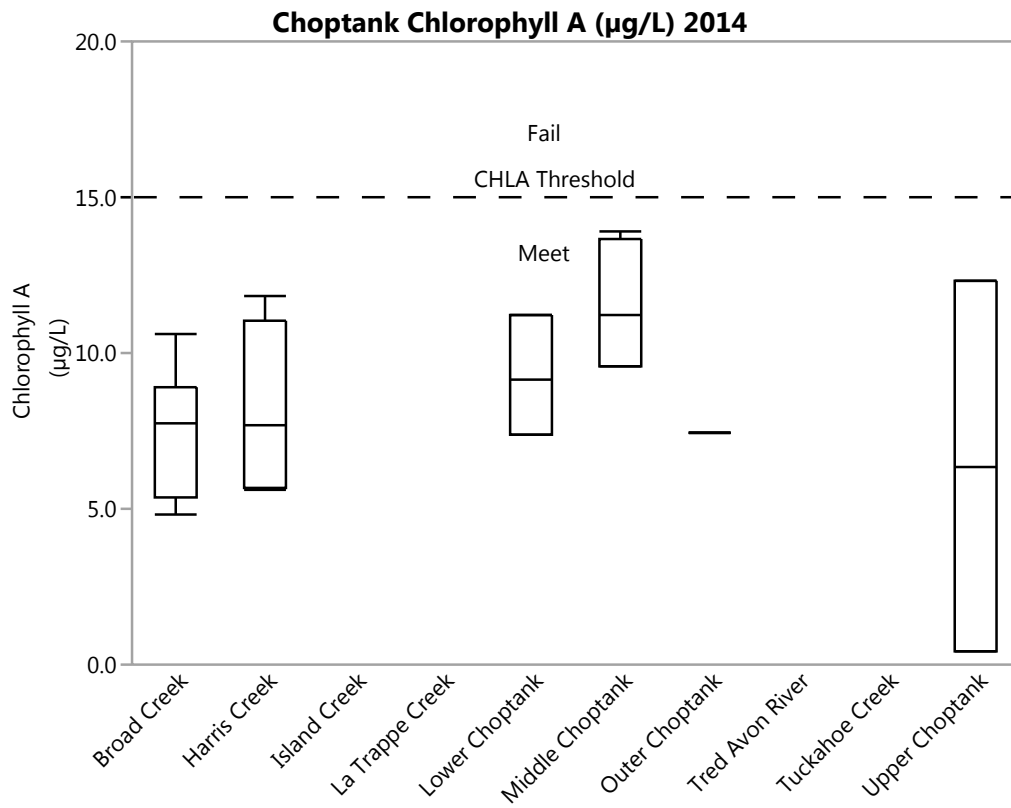 Choptank Chlorophyll A (µg/L) 2014
20.0
Fail
CHLA Threshold
15.0
Meet
Chlorophyll A
(µg/L)
10.0
5.0
0.0
Broad Creek
Harris Creek
Island Creek
La Trappe Creek
Lower Choptank
Middle Choptank
Outer Choptank
Tred Avon River
Tuckahoe Creek
Upper Choptank